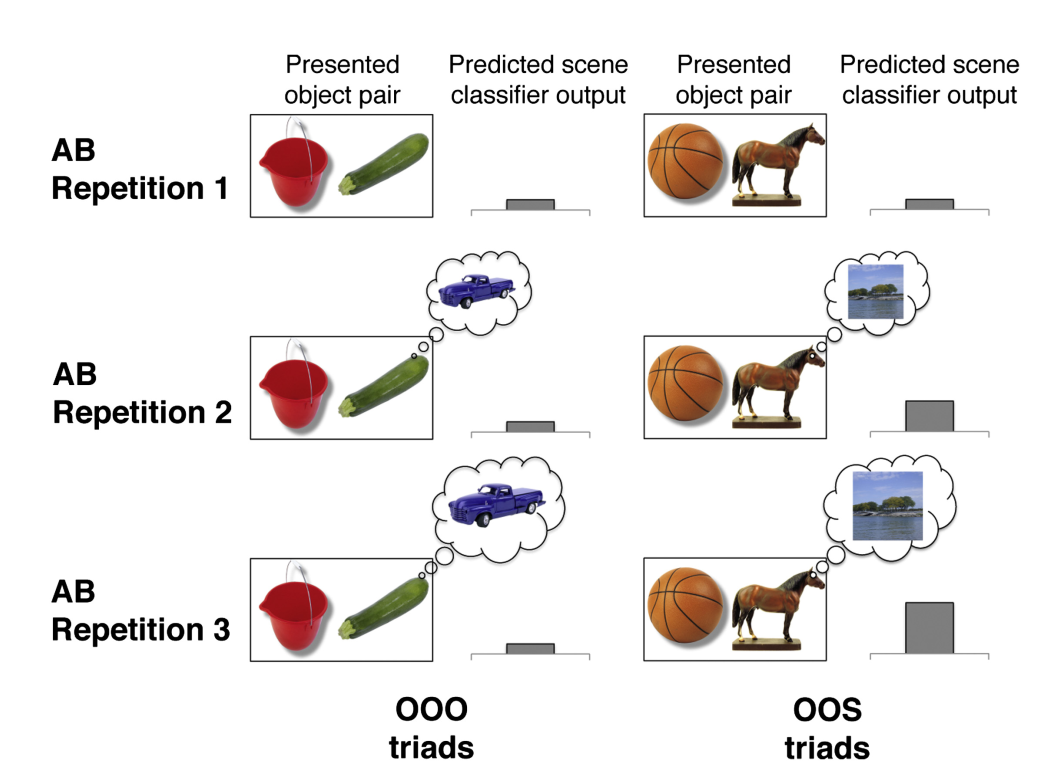 Presented
object pair
Predicted scene
classifier output
Presented
object pair
Predicted scene
classifier output
AB
Repetition 1
AB
Repetition 2
AB
Repetition 3
OOO
triads
OOS
triads